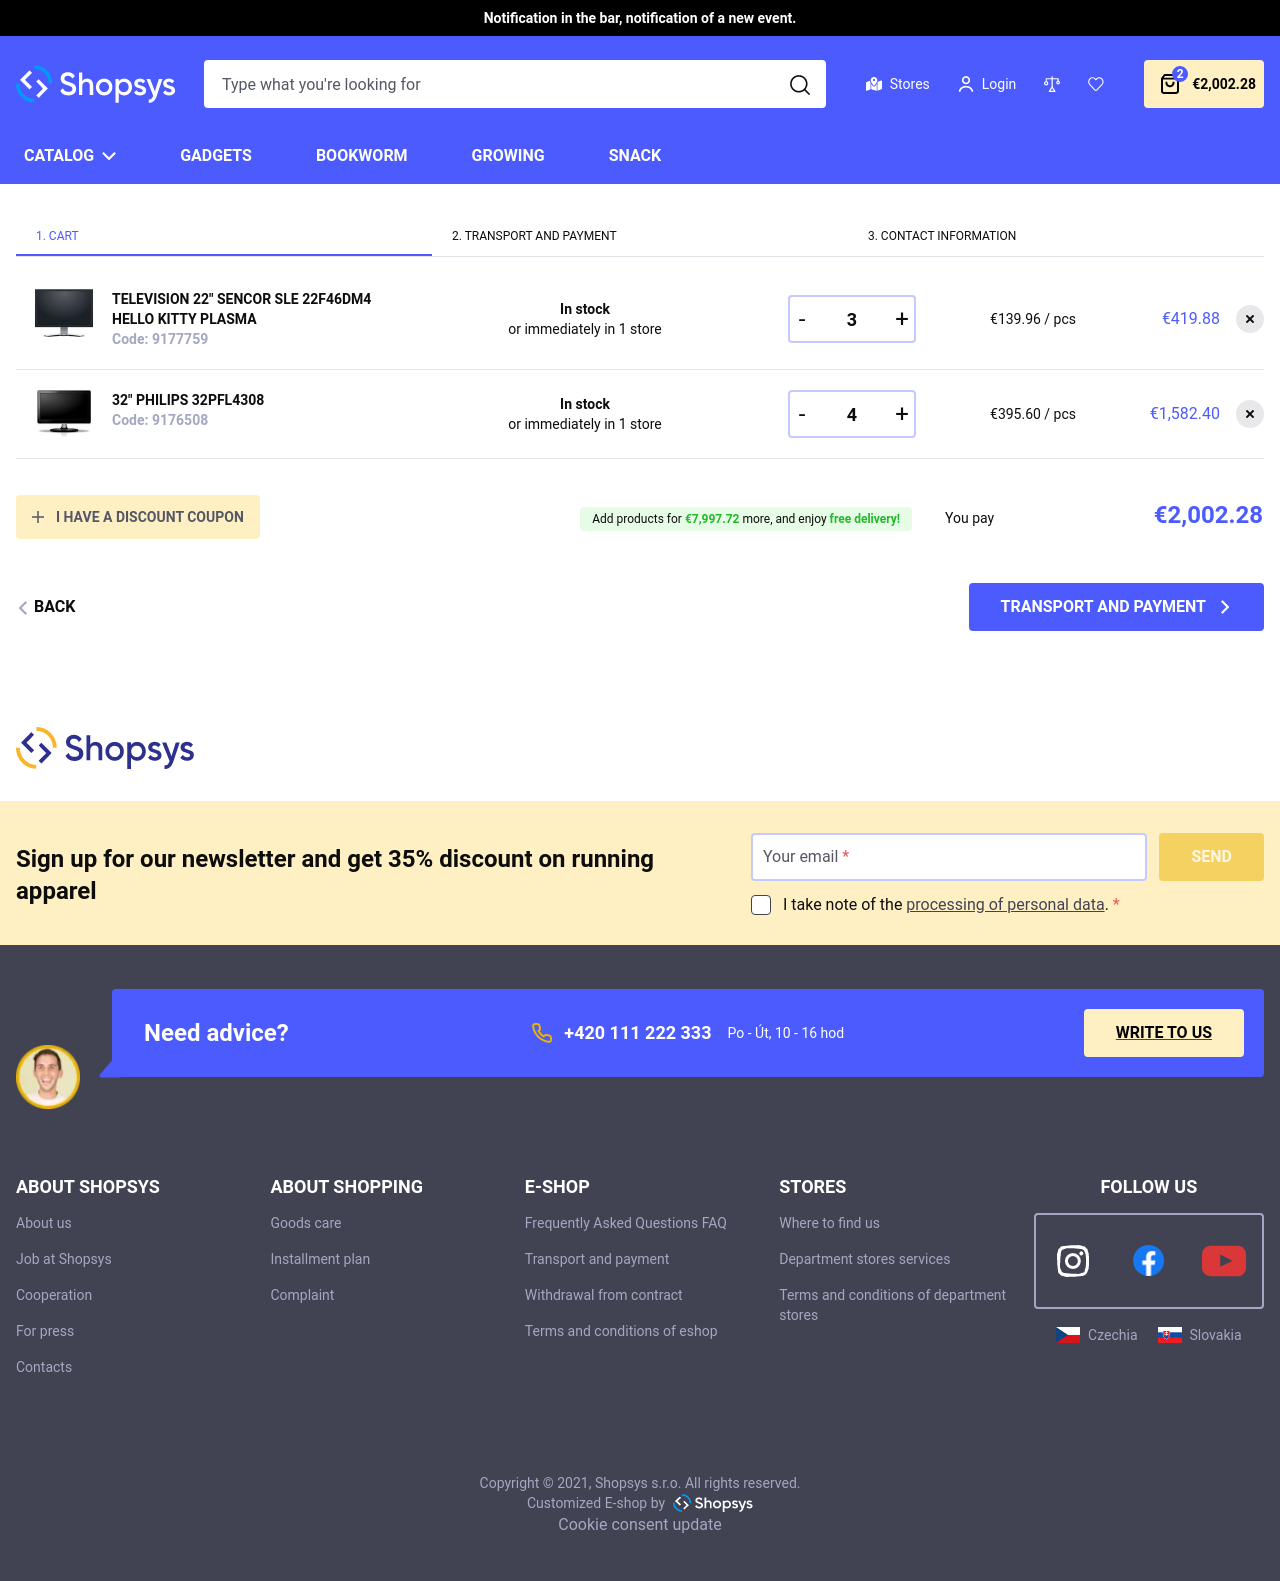 Notification in the bar, notification of a new event.
Shopsys
Type what you're looking for
Stores
Login
2
€2,002.28
CATALOG
GADGETS
BOOKWORM
GROWING
SNACK
1. CART
2. TRANSPORT AND PAYMENT
3. CONTACT INFORMATION
TELEVISION 22" SENCOR SLE 22F46DM4
HELLO KITTY PLASMA
Code: 9177759
In stock
or immediately in 1 store
- 3 +
€139.96 / pcs
€419.88
32" PHILIPS 32PFL4308
Code: 9176508
In stock
or immediately in 1 store
- 4 +
€395.60 / pcs
€1,582.40
I HAVE A DISCOUNT COUPON
Add products for €7,997.72 more, and enjoy free delivery!
You pay
€2,002.28
BACK
TRANSPORT AND PAYMENT
Shopsys
Sign up for our newsletter and get 35% discount on running
apparel
Your email *
SEND
I take note of the processing of personal data. *
Need advice?
+420 111 222 333
Po - Út, 10 - 16 hod
WRITE TO US
ABOUT SHOPSYS
About us
Job at Shopsys
Cooperation
For press
Contacts
ABOUT SHOPPING
Goods care
Installment plan
Complaint
E-SHOP
Frequently Asked Questions FAQ
Transport and payment
Withdrawal from contract
Terms and conditions of eshop
STORES
Where to find us
Department stores services
Terms and conditions of department
stores
FOLLOW US
Czechia
Slovakia
Copyright © 2021, Shopsys s.r.o. All rights reserved.
Customized E-shop by Shopsys
Cookie consent update